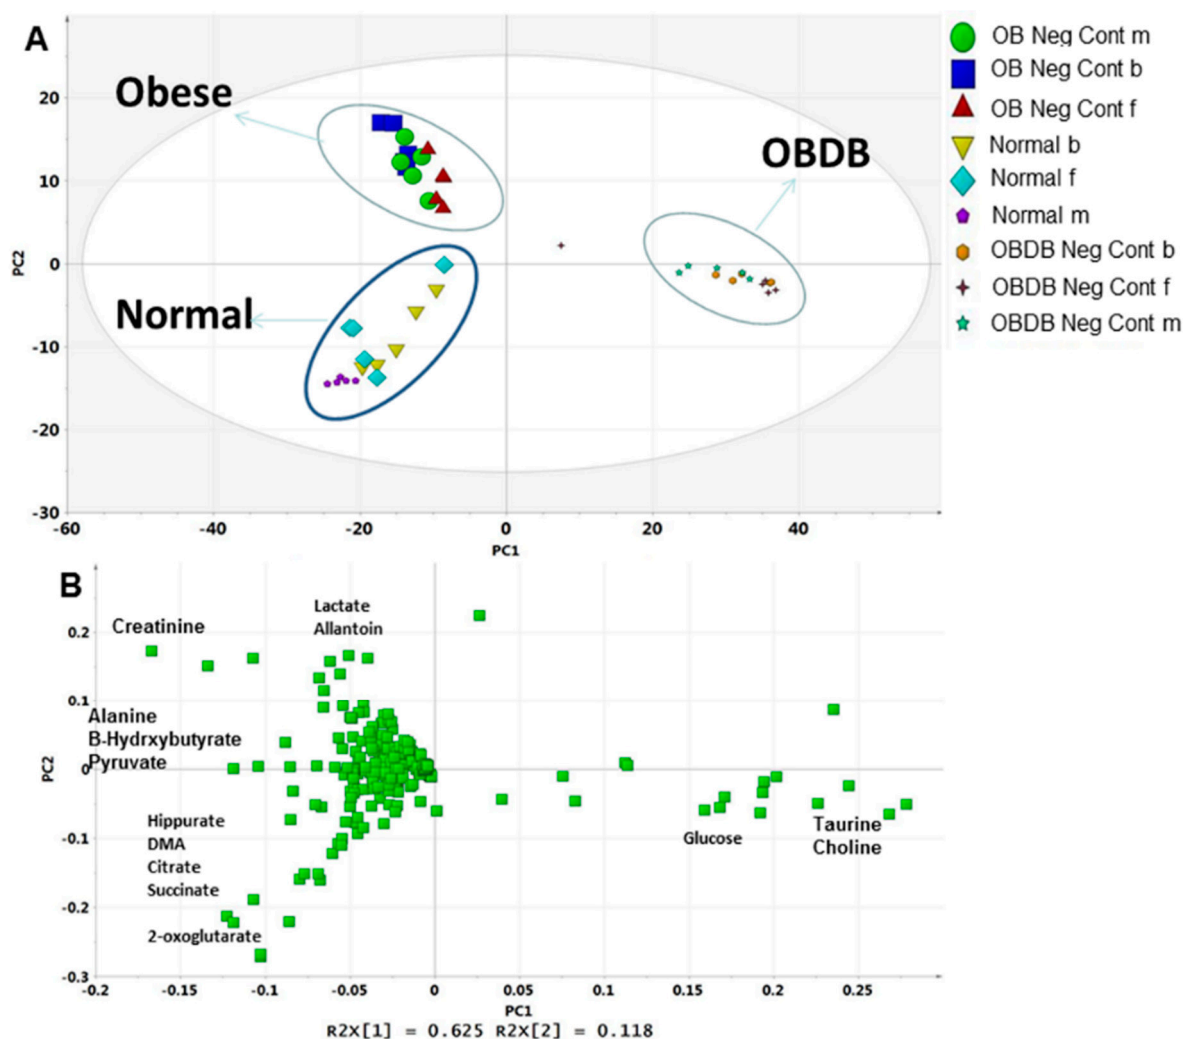 A
Obese
OBDB
Normal
20
10
0
-10
-20
-30
PC2
-60
-40
-20
0
20
40
PC1
OB Neg Cont m
OB Neg Cont b
OB Neg Cont f
Normal b
Normal f
Normal m
OBDB Neg Cont b
OBDB Neg Cont f
OBDB Neg Cont m
B
Creatinine
Lactate
Allantoin
Alanine
B-Hydrxybutyrate
Pyruvate
Hippurate
DMA
Citrate
Succinate
2-oxoglutarate
Glucose
Taurine
Choline
0.2
0.1
0
-0.1
-0.2
-0.3
PC2
-0.2
-0.15
-0.1
-0.05
0
0.05
0.1
0.15
0.2
0.25
PC1
R2X[1] = 0.625 R2X[2] = 0.118